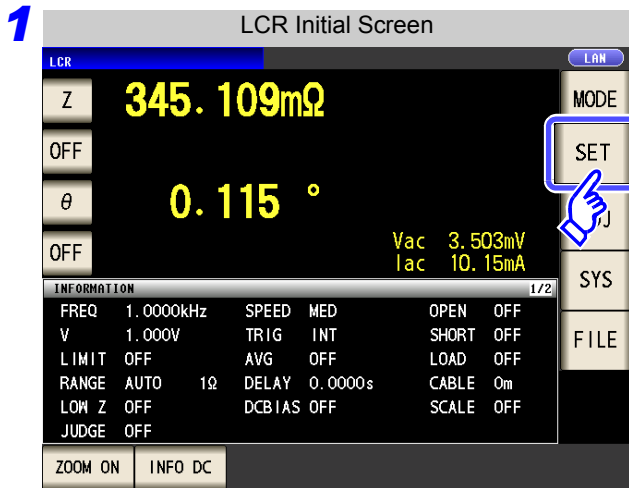 1
LCR Initial Screen
LCR
LAN
Z
345.109mΩ
MODE
OFF
SET
θ
0.115 °
OFF
Vac 3.503mV
Iac 10.15mA
SYS
INFORMATION
1/2
FREQ 1.0000kHz SPEED MED OPEN OFF
V 1.000V TRIG INT SHORT OFF
FILE
LIMIT OFF AVG OFF LOAD OFF
RANGE AUTO 1Ω DELAY 0.0000s CABLE 0m
LOW Z OFF DCBIAS OFF SCALE OFF
JUDGE OFF
ZOOM ON
INFO DC